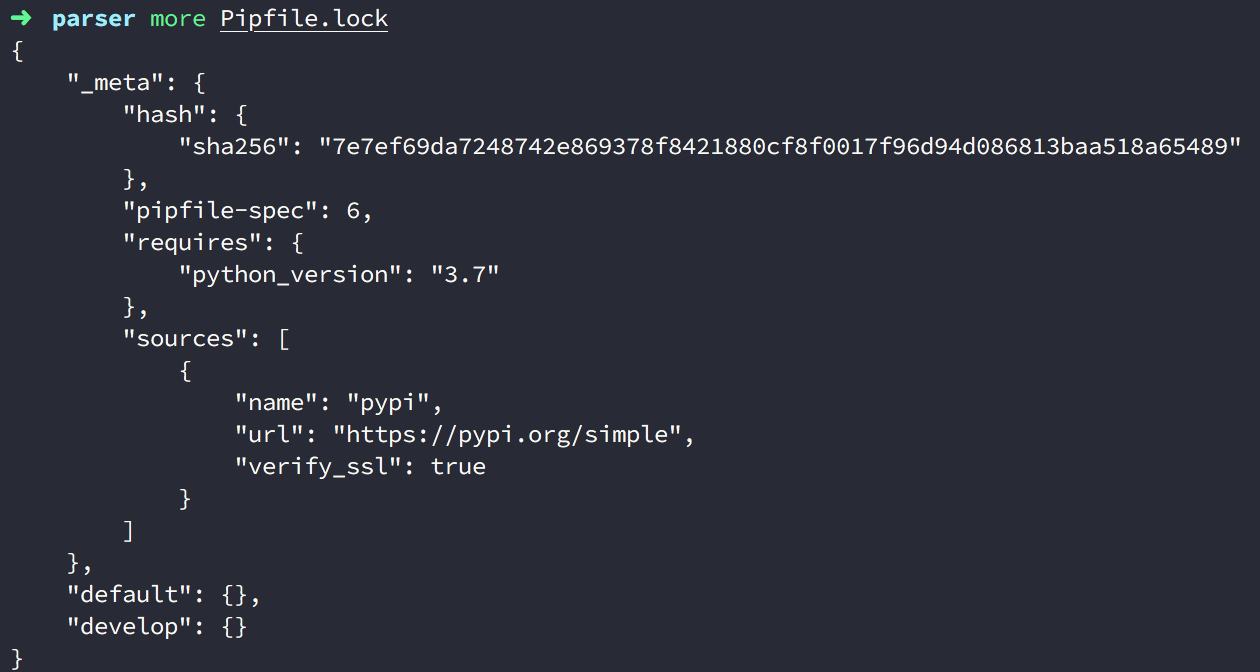 ➜  parser more Pipfile.lock
{
    "_meta": {
        "hash": {
            "sha256": "7e7ef69da7248742e869378f8421880cf8f0017f96d94d086813baa518a65489"
        },
        "pipfile-spec": 6,
        "requires": {
            "python_version": "3.7"
        },
        "sources": [
            {
                "name": "pypi",
                "url": "https://pypi.org/simple",
                "verify_ssl": true
            }
        ]
    },
    "default": {},
    "develop": {}
}